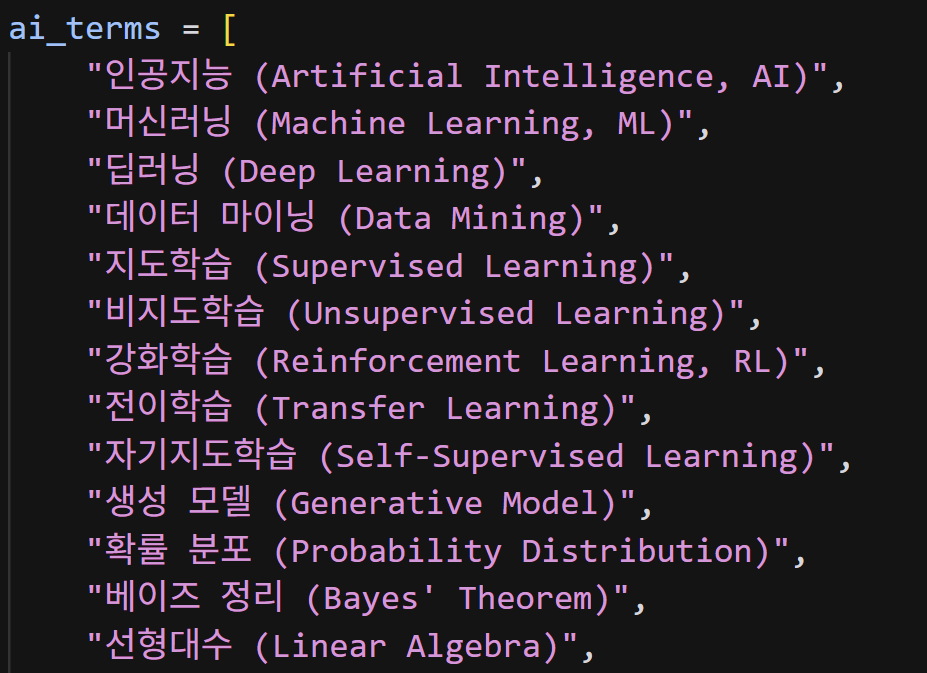 ai_terms = [
"인공지능 (Artificial Intelligence, AI)",
"머신러닝 (Machine Learning, ML)",
"딥러닝 (Deep Learning)",
"데이터 마이닝 (Data Mining)",
"지도학습 (Supervised Learning)",
"비지도학습 (Unsupervised Learning)",
"강화학습 (Reinforcement Learning, RL)",
"전이학습 (Transfer Learning)",
"자기지도학습 (Self-Supervised Learning)",
"생성 모델 (Generative Model)",
"확률 분포 (Probability Distribution)",
"베이즈 정리 (Bayes' Theorem)",
"선형대수 (Linear Algebra)",